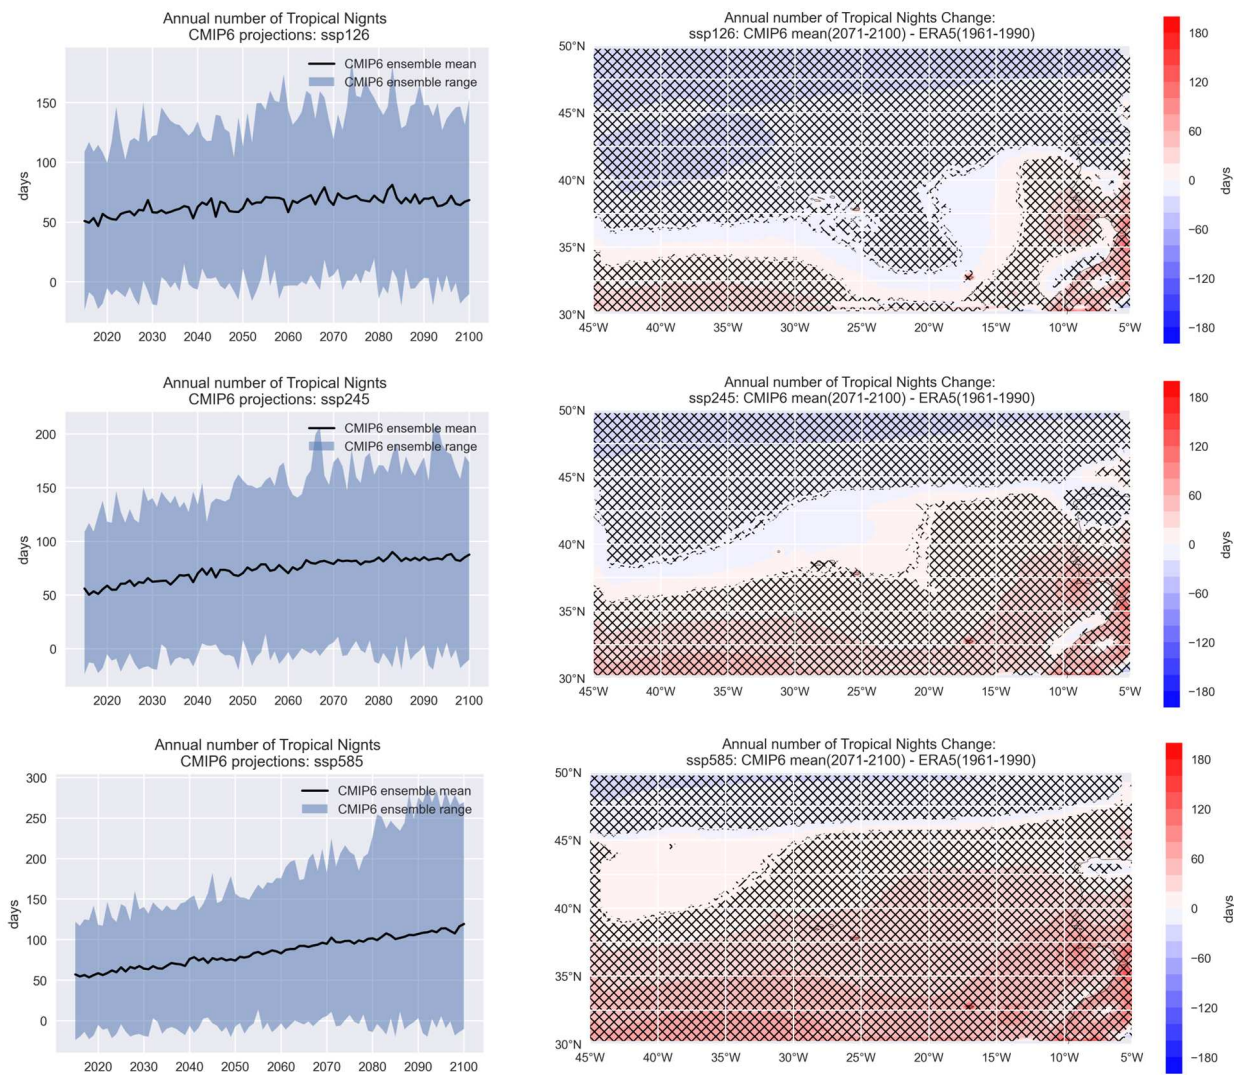 Annual number of Tropical Nignts
CMIP6 projections: ssp126
CMIP6 ensemble mean
CMIP6 ensemble range
150
100
50
0
days
2020 2030 2040 2050 2060 2070 2080 2090 2100
Annual number of Tropical Nights Change:
ssp126: CMIP6 mean(2071-2100) - ERA5(1961-1990)
50°N
45°N
40°N
35°N
30°N
45°W 40°W 35°W 30°W 25°W 20°W 15°W 10°W 5°W
180
120
60
0
−60
−120
−180
days
Annual number of Tropical Nignts
CMIP6 projections: ssp245
CMIP6 ensemble mean
CMIP6 ensemble range
200
150
100
50
0
days
2020 2030 2040 2050 2060 2070 2080 2090 2100
Annual number of Tropical Nights Change:
ssp245: CMIP6 mean(2071-2100) - ERA5(1961-1990)
50°N
45°N
40°N
35°N
30°N
45°W 40°W 35°W 30°W 25°W 20°W 15°W 10°W 5°W
180
120
60
0
−60
−120
−180
days
Annual number of Tropical Nignts
CMIP6 projections: ssp585
CMIP6 ensemble mean
CMIP6 ensemble range
300
250
200
150
100
50
0
days
2020 2030 2040 2050 2060 2070 2080 2090 2100
Annual number of Tropical Nights Change:
ssp585: CMIP6 mean(2071-2100) - ERA5(1961-1990)
50°N
45°N
40°N
35°N
30°N
45°W 40°W 35°W 30°W 25°W 20°W 15°W 10°W 5°W
180
120
60
0
−60
−120
−180
days